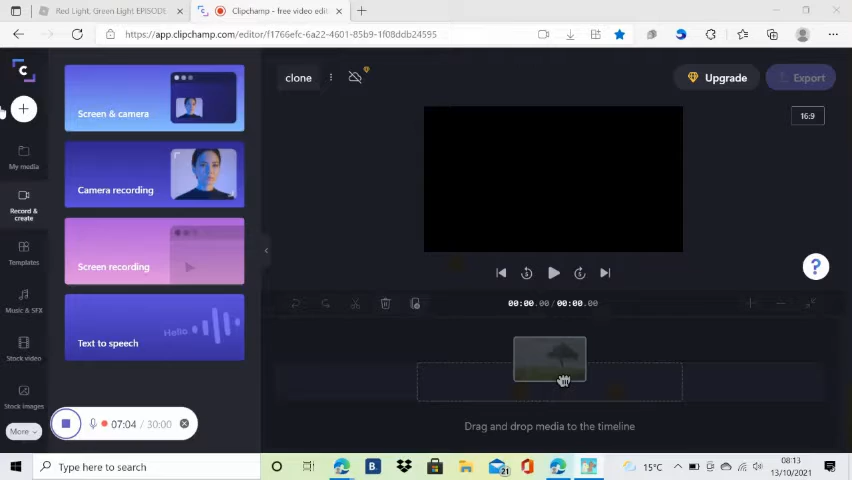 Red Light, Green Light EPISODE
Clipchamp - free video edit
https://app.clipchamp.com/editor/f1766efc-6a22-4601-85b9-1f08ddb24595
Screen & camera
clone
Upgrade
Export
16:9
My media
Camera recording
Record & create
Templates
Screen recording
Music & SFX
00:00.00 / 00:00.00
Hello
Text to speech
Stock video
Stock images
07:04 / 30:00
Drag and drop media to the timeline
More
Type here to search
B
21
15°C
08:13
13/10/2021